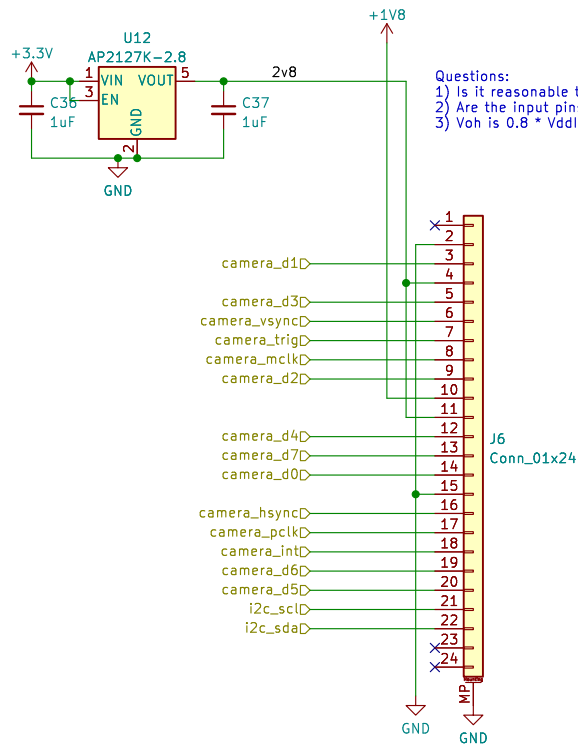 +1V8
U12
AP2127K-2.8
+3.3V
1 VIN VOUT 5
2v8
3 EN
GND
2
C36
1uF
C37
1uF
GND
Questions:
1) Is it reasonable
2) Are the input
3) Voh is 0.8 *
1
2
camera_d1 3
4
camera_d3 5
camera_vsync 6
camera_trig 7
camera_mclk 8
camera_d2 9
10
11
camera_d4 12
J6
camera_d7 13
Conn_01x24
camera_d0 14
15
camera_hsync 16
camera_pclk 17
camera_int 18
camera_d6 19
camera_d5 20
i2c_scl 21
i2c_sda 22
23
24
MP
GND
GND